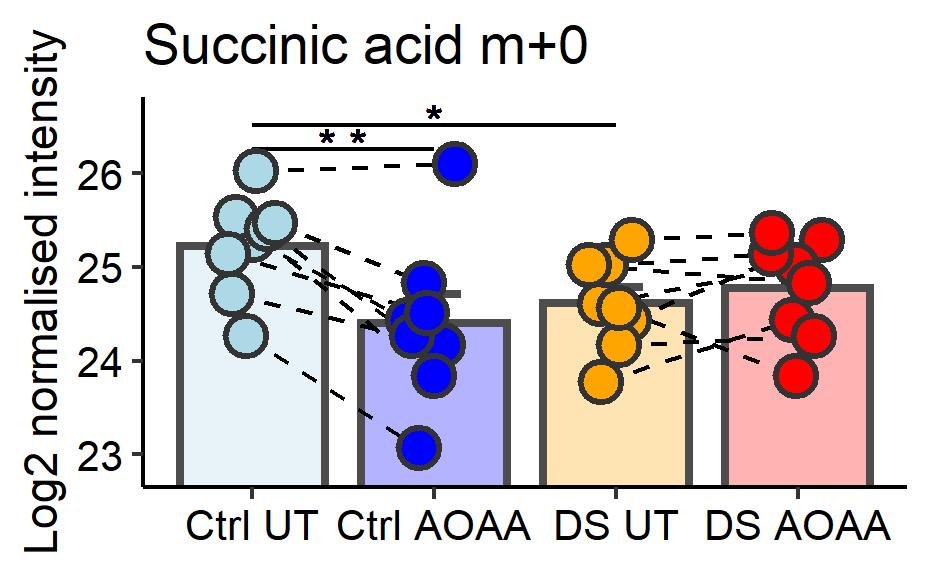 Succinic acid m+0
Log2 normalised intensity
*
* *
26
25
24
23
Ctrl UT
Ctrl AOAA
DS UT
DS AOAA